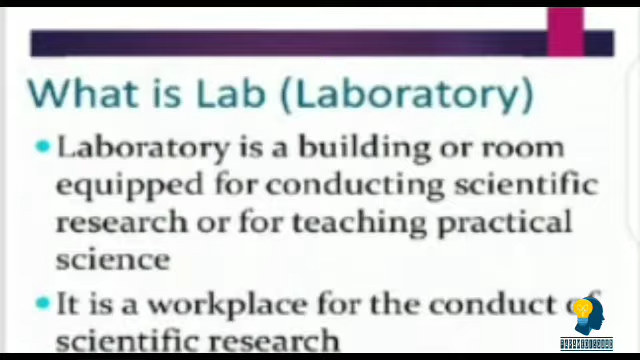 What is Lab (Laboratory)
Laboratory is a building or room
equipped for conducting scientific
research or for teaching practical
science
It is a workplace for the conduct of
scientific research